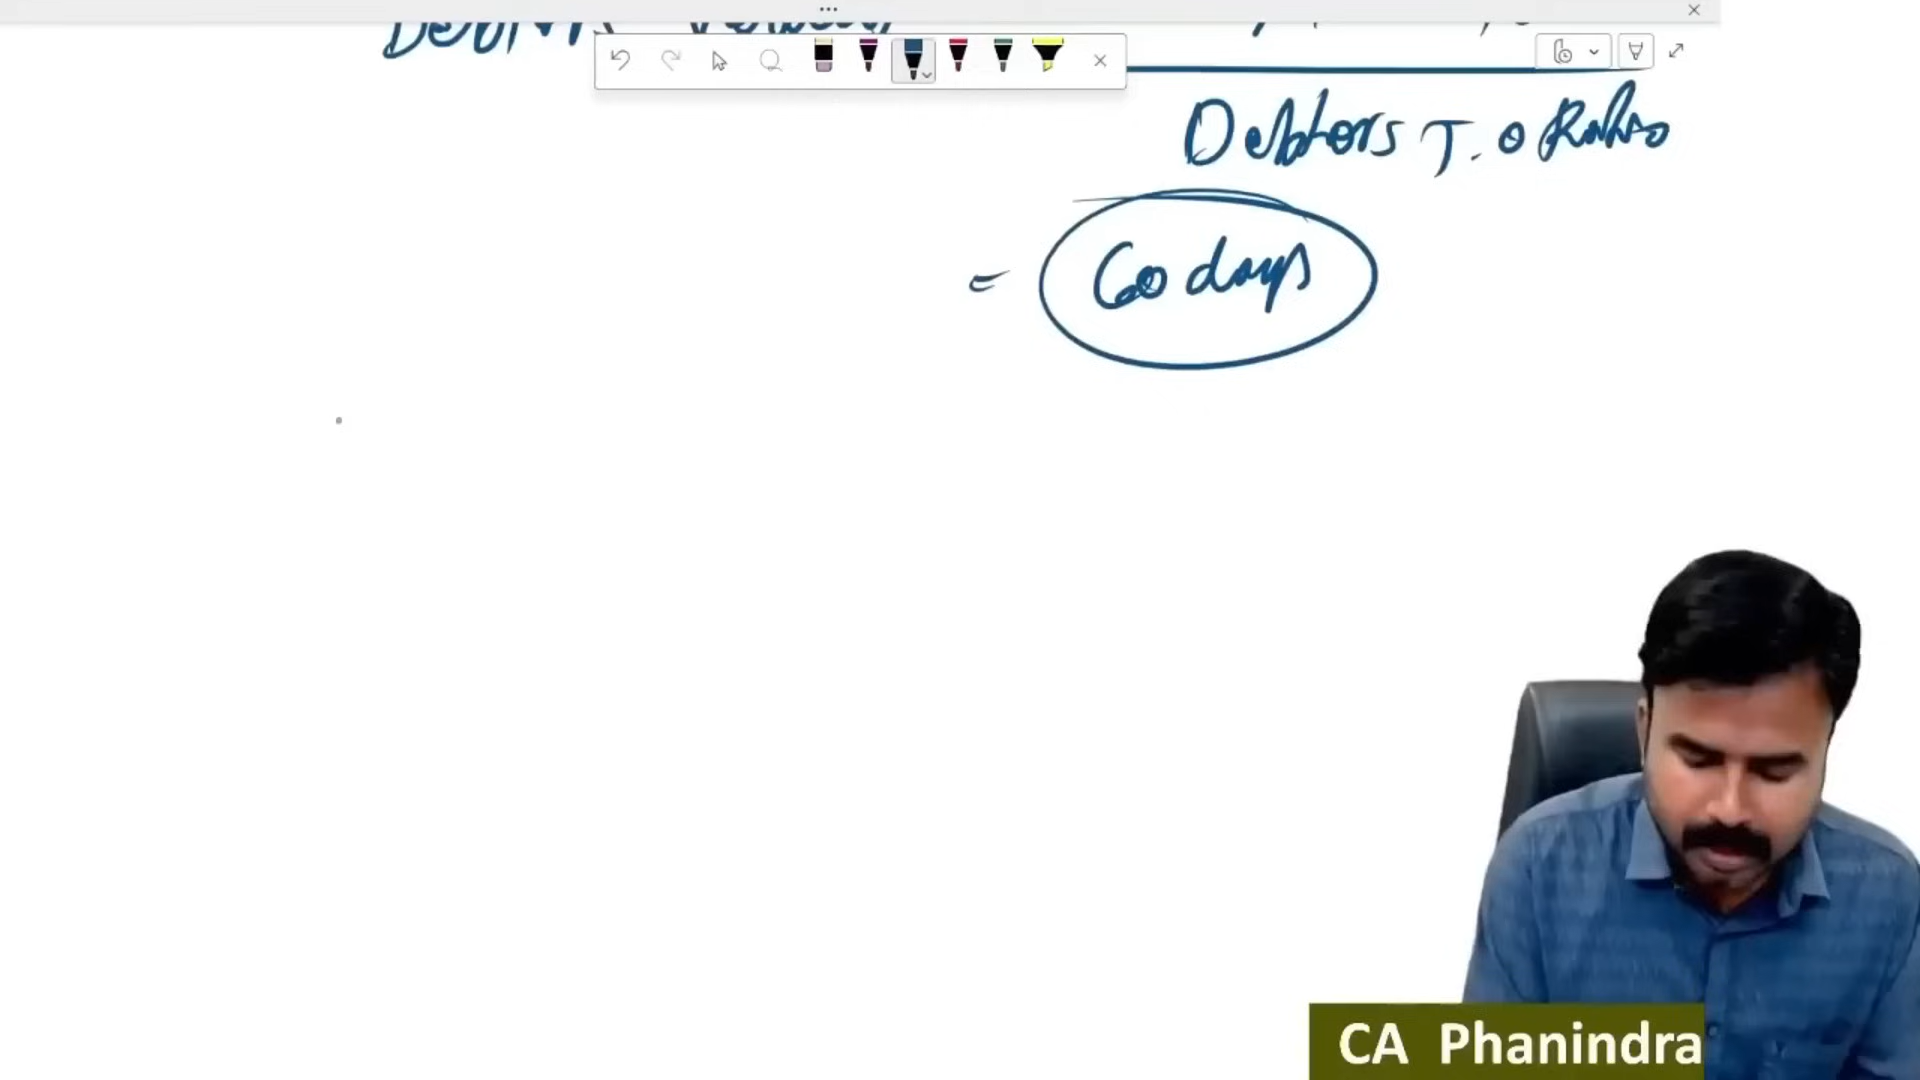 Debtors T.O Ratio
= 60 days
CA Phanindra